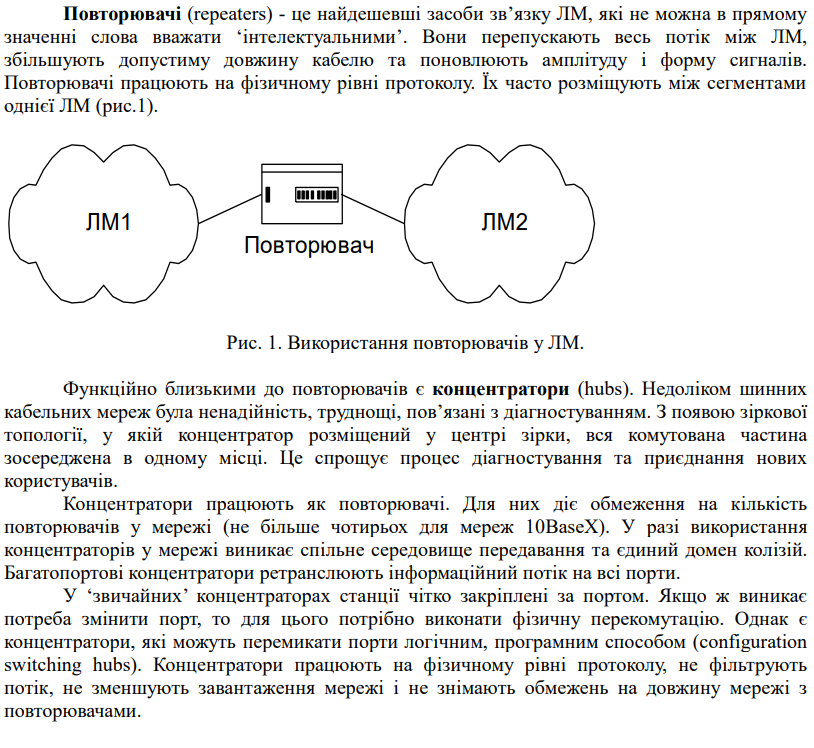 Повторювачі (repeaters) - це найдешевші засоби зв’язку ЛМ, які не можна в прямому
значенні слова вважати ‘інтелектуальними’. Вони перепускають весь потік між ЛМ,
збільшують допустиму довжину кабелю та поновлюють амплітуду і форму сигналів.
Повторювачі працюють на фізичному рівні протоколу. Їх часто розміщують між сегментами
однієї ЛМ (рис.1).
ЛМ1
Повторювач
ЛМ2
Рис. 1. Використання повторювачів у ЛМ.
Функційно близькими до повторювачів є концентратори (hubs). Недоліком шинних
кабельних мереж була ненадійність, труднощі, пов’язані з діагностуванням. З появою зіркової
топології, у якій концентратор розміщений у центрі зірки, вся комутована частина
зосереджена в одному місці. Це спрощує процес діагностування та приєднання нових
користувачів.
Концентратори працюють як повторювачі. Для них діє обмеження на кількість
повторювачів у мережі (не більше чотирьох для мереж 10BaseX). У разі використання
концентраторів у мережі виникає спільне середовище передавання та єдиний домен колізій.
Багатопортові концентратори ретранслюють інформаційний потік на всі порти.
У ‘звичайних’ концентраторах станції чітко закріплені за портом. Якщо ж виникає
потреба змінити порт, то для цього потрібно виконати фізичну перекомутацію. Однак є
концентратори, які можуть перемикати порти логічним, програмним способом (configuration
switching hubs). Концентратори працюють на фізичному рівні протоколу, не фільтрують
потік, не зменшують завантаження мережі і не знімають обмежень на довжину мережі з
повторювачами.